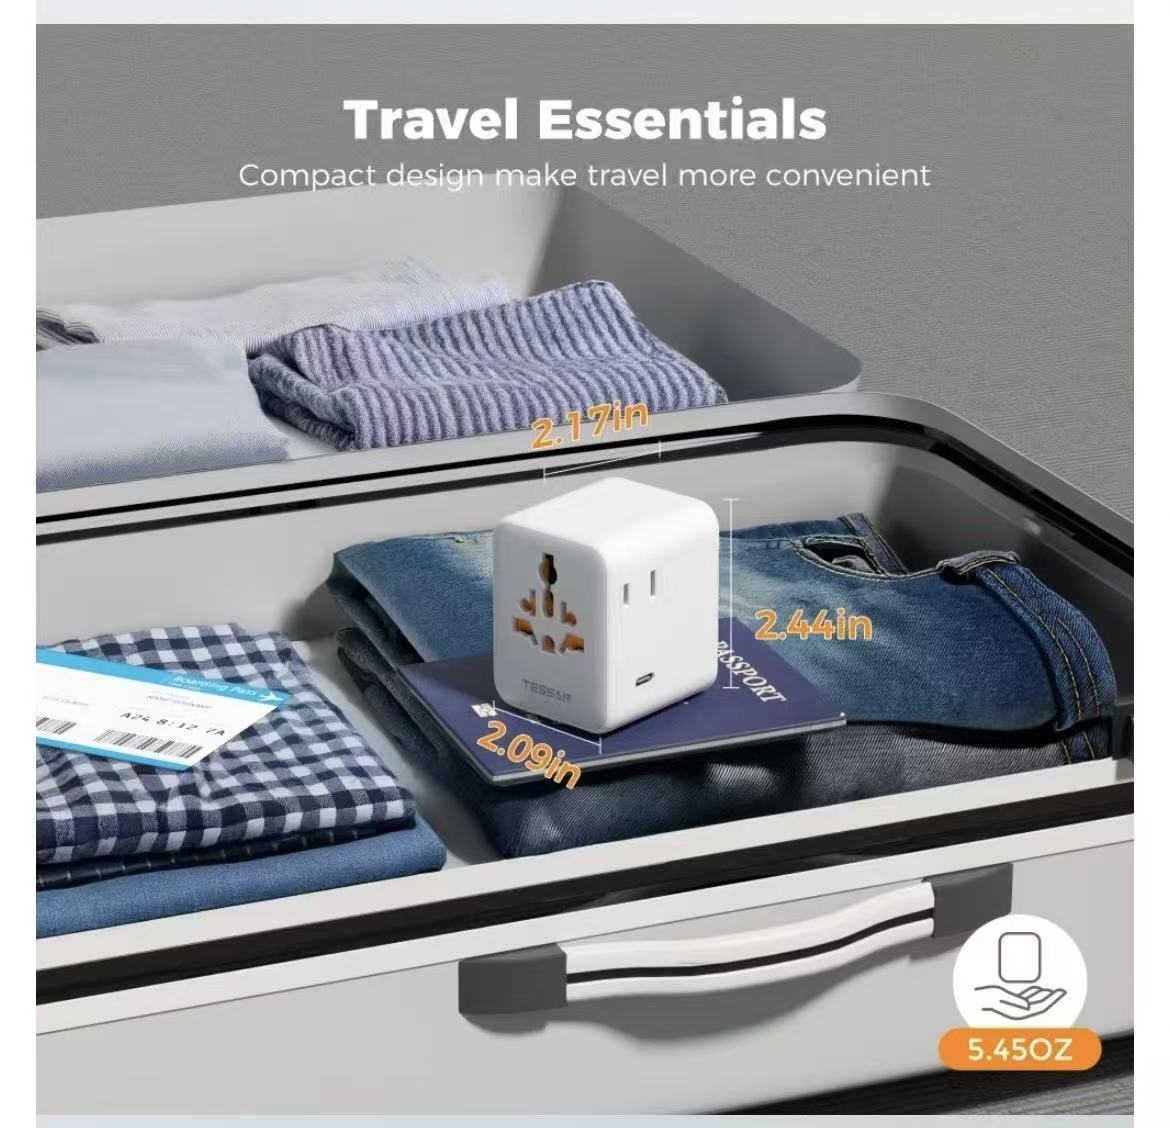 Travel Essentials
Compact design make travel more convenient
2.17in
2.44in
PASSPORT
Boarding Pass
A24 8:12 7A
TESSAN
2.09in
5.45OZ